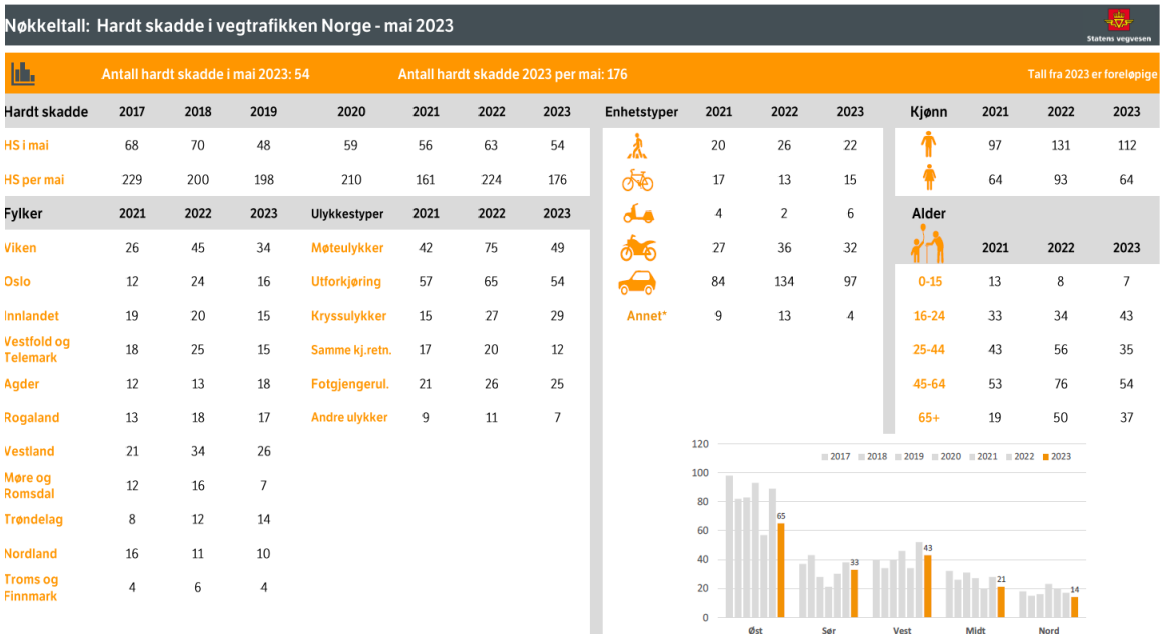 Nøkkeltall: Hardt skadde i vegtrafikken Norge - mai 2023
Statens vegvesen
Antall hardt skadde i mai 2023: 54 Antall hardt skadde 2023 per mai: 176 Tall fra 2023 er foreløpige
Hardt skadde 2017 2018 2019 2020 2021 2022 2023
HS i mai 68 70 48 59 56 63 54
HS per mai 229 200 198 210 161 224 176
Fylker 2021 2022 2023 Ulykkestyper 2021 2022 2023
Viken 26 45 34 Møteulykker 42 75 49
Oslo 12 24 16 Utforkjøring 57 65 54
Innlandet 19 20 15 Kryssulykker 15 27 29
Vestfold og
Telemark 18 25 15 Samme kj.retn. 17 20 12
Agder 12 13 18 Fotgjengerul. 21 26 25
Rogaland 13 18 17 Andre ulykker 9 11 7
Vestland 21 34 26
Møre og
Romsdal 12 16 7
Trøndelag 8 12 14
Nordland 16 11 10
Troms og
Finnmark 4 6 4
Enhetstyper 2021 2022 2023
20 26 22
17 13 15
4 2 6
27 36 32
84 134 97
Annet* 9 13 4
Kjønn 2021 2022 2023
97 131 112
64 93 64
Alder
2021 2022 2023
0-15 13 8 7
16-24 33 34 43
25-44 43 56 35
45-64 53 76 54
65+ 19 50 37
2017 2018 2019 2020 2021 2022 2023
120
100
80
60
40
20
0
65 33 43 21 14
Øst Sør Vest Midt Nord